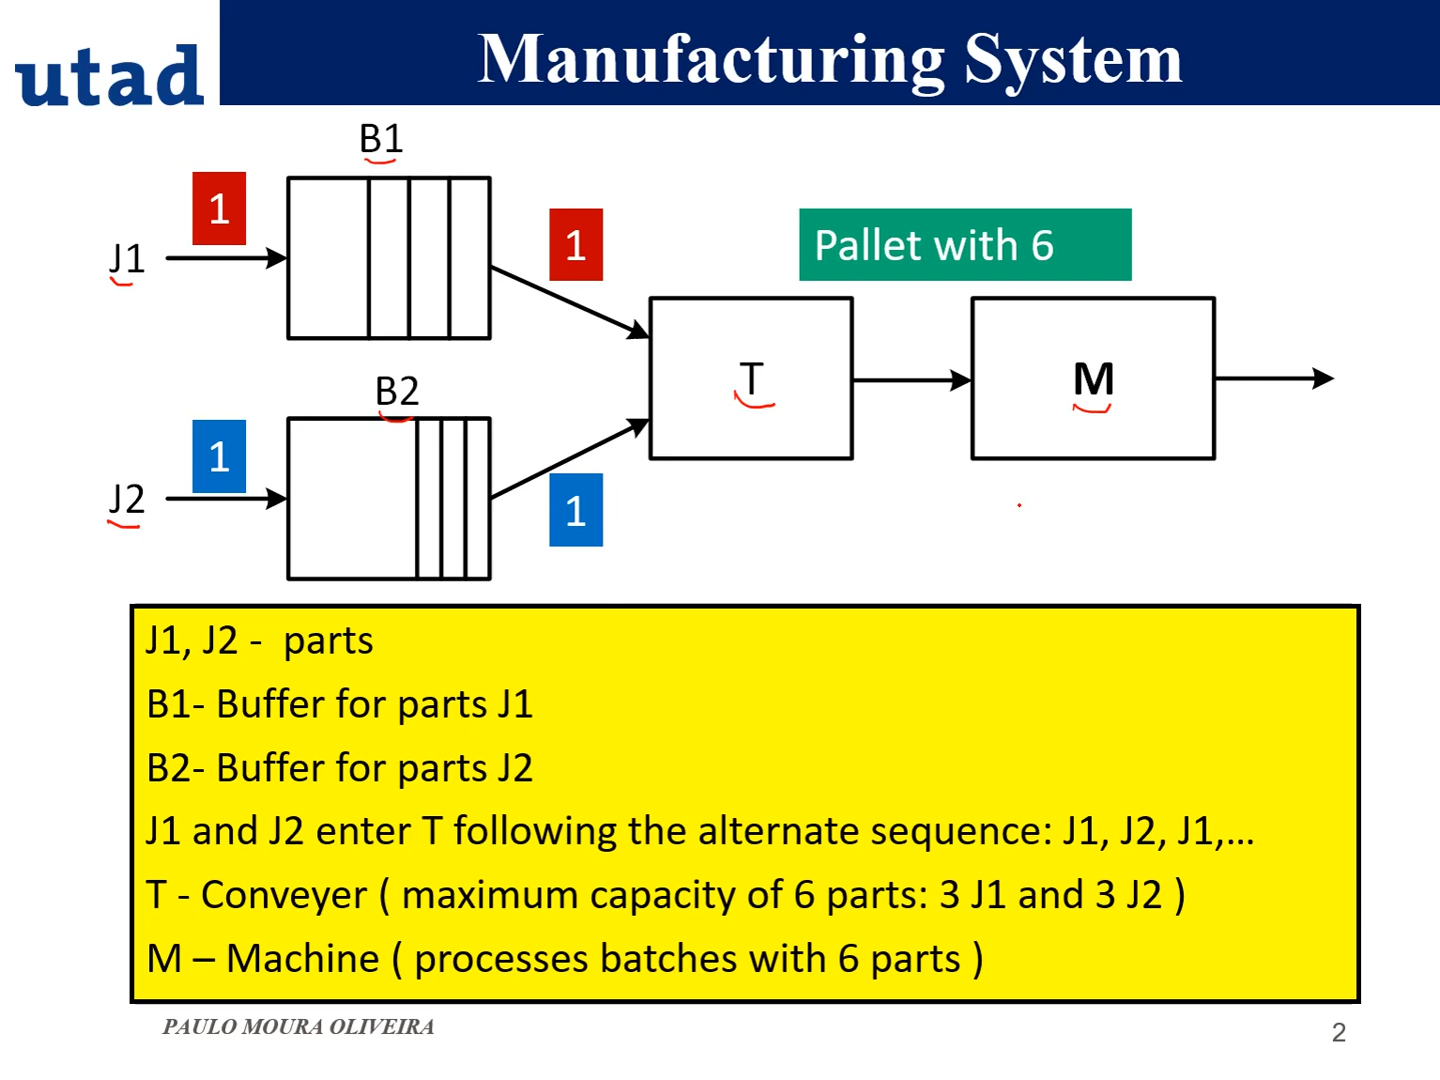 utad
Manufacturing System
B1
1
J1
1
Pallet with 6
T
M
B2
1
J2
1
J1, J2 - parts
B1- Buffer for parts J1
B2- Buffer for parts J2
J1 and J2 enter T following the alternate sequence: J1, J2, J1,...
T - Conveyer ( maximum capacity of 6 parts: 3 J1 and 3 J2 )
M – Machine ( processes batches with 6 parts )
PAULO MOURA OLIVEIRA
2